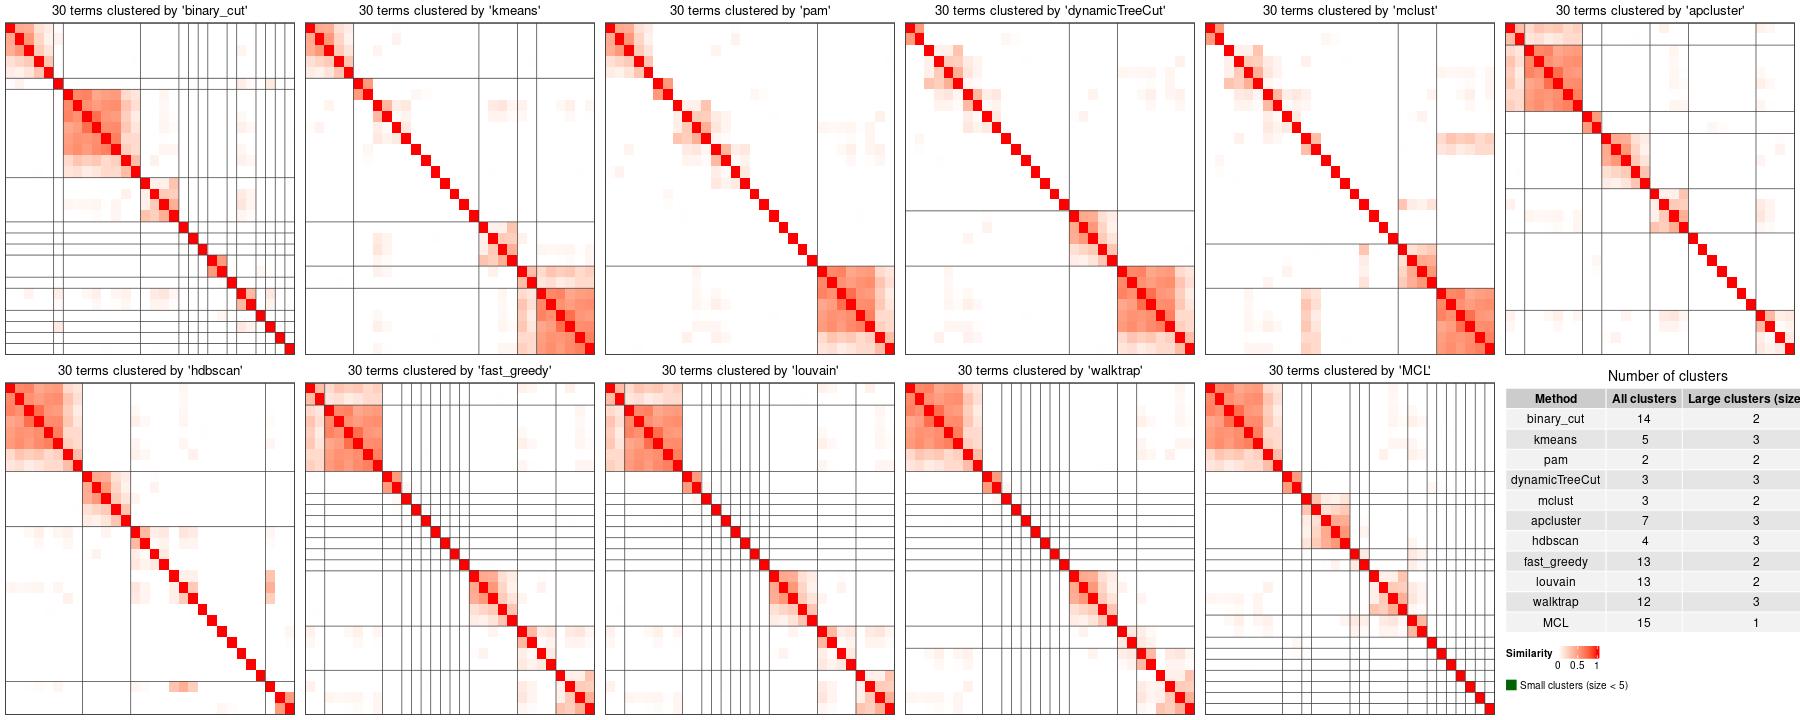 30 terms clustered by 'binary_cut'
30 terms clustered by 'kmeans'
30 terms clustered by 'pam'
30 terms clustered by 'dynamicTreeCut'
30 terms clustered by 'mclust'
30 terms clustered by 'apcluster'
30 terms clustered by 'hdbscan'
30 terms clustered by 'fast_greedy'
30 terms clustered by 'louvain'
30 terms clustered by 'walktrap'
30 terms clustered by 'MCL'
Number of clusters
Method All clusters Large clusters (size
binary_cut 14 2
kmeans 5 3
pam 2 2
dynamicTreeCut 3 3
mclust 3 2
apcluster 7 3
hdbscan 4 3
fast_greedy 13 2
louvain 13 2
walktrap 12 3
MCL 15 1
Similarity
0 0.5 1
Small clusters (size < 5)